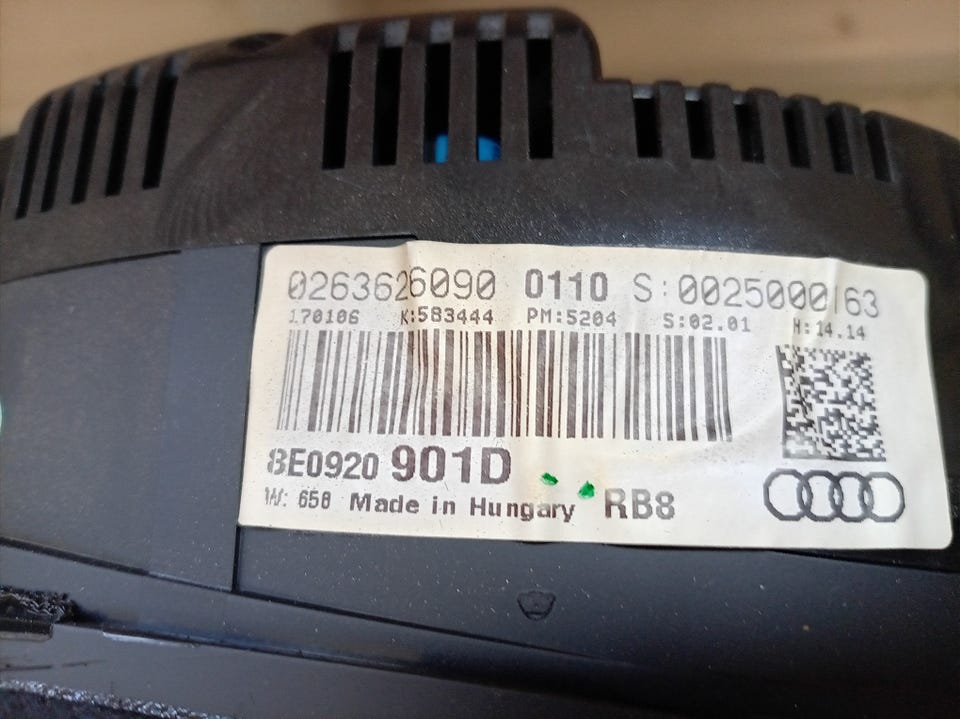 0263626090 0110 S:0025000163
170106 K:583444 PM:5204 S:02.01 H:14.14
8E0920 901D
W: 658 Made in Hungary RB8